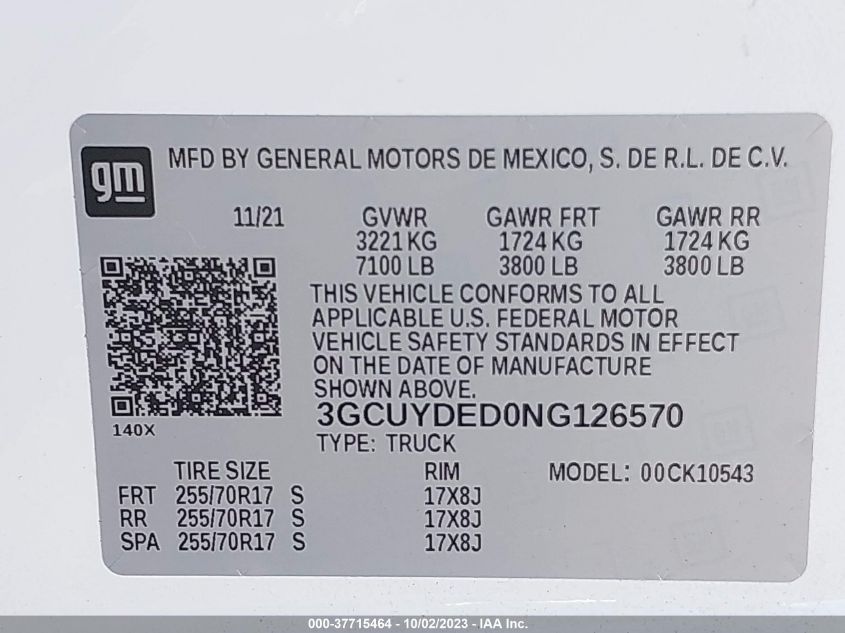 gm
MFD BY GENERAL MOTORS DE MEXICO, S. DE R.L. DE C.V.
11/21 GVWR GAWR FRT GAWR RR
3221 KG 1724 KG 1724 KG
7100 LB 3800 LB 3800 LB
THIS VEHICLE CONFORMS TO ALL
APPLICABLE U.S. FEDERAL MOTOR
VEHICLE SAFETY STANDARDS IN EFFECT
ON THE DATE OF MANUFACTURE
SHOWN ABOVE.
3GCUYDED0NG126570
140X
TYPE: TRUCK
TIRE SIZE RIM MODEL: 00CK10543
FRT 255/70R17 S 17X8J
RR 255/70R17 S 17X8J
SPA 255/70R17 S 17X8J
000-37715464 - 10/02/2023 - IAA Inc.